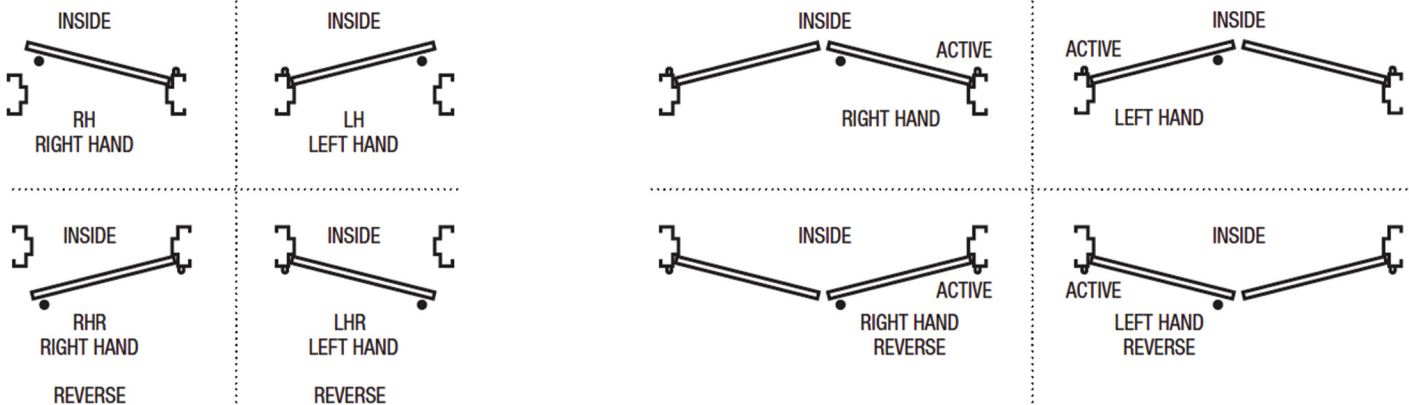 INSIDE
RH
RIGHT HAND
INSIDE
LH
LEFT HAND
INSIDE
ACTIVE
RIGHT HAND
INSIDE
ACTIVE
LEFT HAND
INSIDE
RHR
RIGHT HAND
REVERSE
INSIDE
LHR
LEFT HAND
REVERSE
INSIDE
ACTIVE
RIGHT HAND
REVERSE
INSIDE
ACTIVE
LEFT HAND
REVERSE